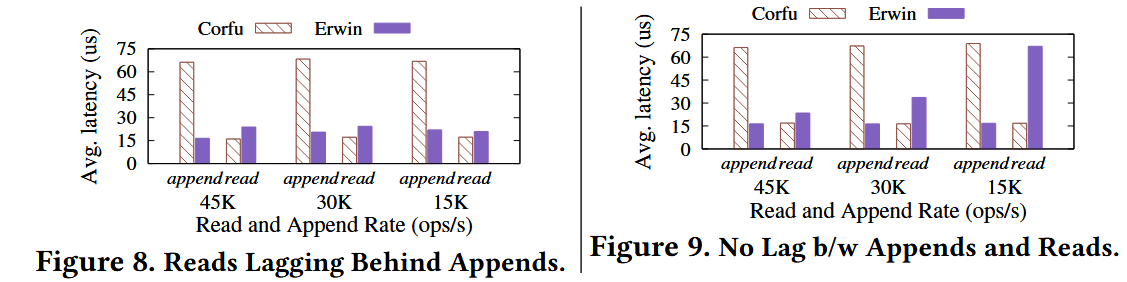 Corfu Erwin
Avg. latency (us)
75
60
45
30
15
0
append read append read append read
45K 30K 15K
Read and Append Rate (ops/s)
Figure 8. Reads Lagging Behind Appends.
Corfu Erwin
Avg. latency (us)
75
60
45
30
15
0
append read append read append read
45K 30K 15K
Read and Append Rate (ops/s)
Figure 9. No Lag b/w Appends and Reads.